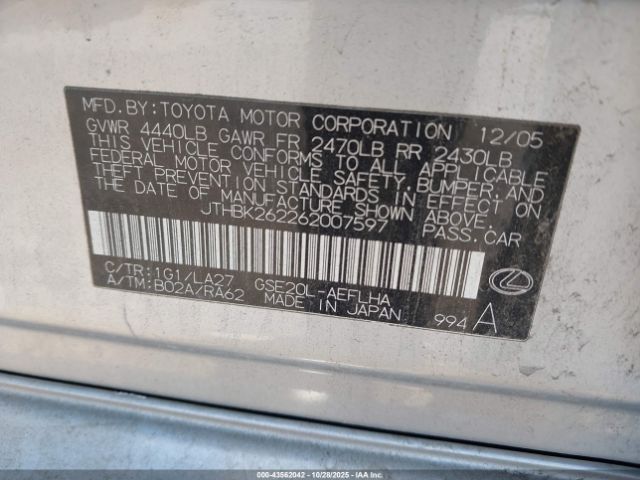 MFD. BY: TOYOTA MOTOR CORPORATION 12/05
GVWR 4440LB GAWR FR 2470LB RR 2430LB
THIS VEHICLE CONFORMS TO ALL APPLICABLE
FEDERAL MOTOR VEHICLE SAFETY, BUMPER, AND
THEFT PREVENTION STANDARDS IN EFFECT ON
THE DATE OF MANUFACTURE SHOWN ABOVE.
JTHBK262262007597 PASS.CAR
C/TR: 1G1/LA27 GSE20L-AEFLHA
A/TM: B02A/RA62 MADE IN JAPAN
994 A
000-43562042 | 10/28/2025 | IAAI.com